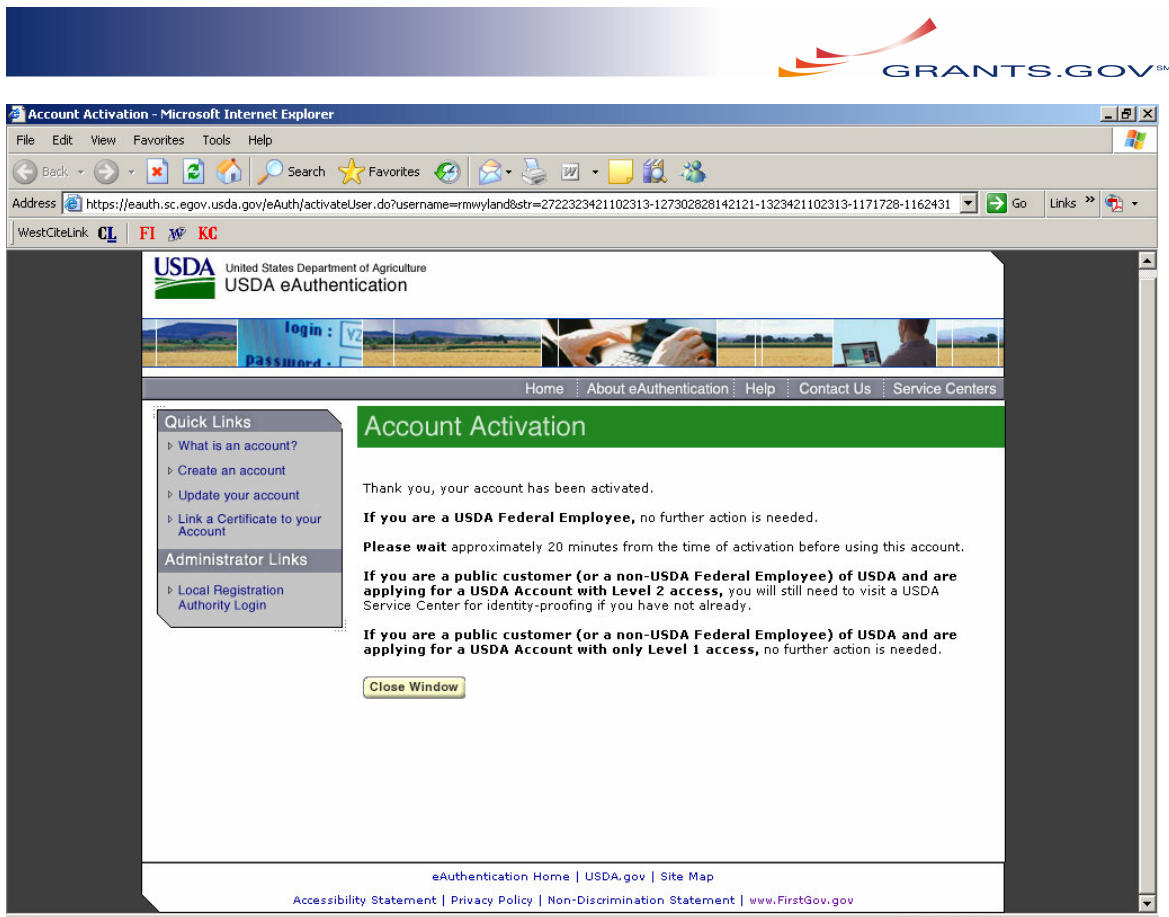 GRANTS.GOV℠
Account Activation - Microsoft Internet Explorer
File Edit View Favorites Tools Help
Back Search Favorites
Address https://eauth.sc.egov.usda.gov/eAuth/activateUser.do?username=rmwyland&str=2722323421102313-127302828142121-1323421102313-1171728-1162431 Go Links »
WestCiteLink CL FI KC
USDA United States Department of Agriculture
USDA eAuthentication
login :
password :
Home About eAuthentication Help Contact Us Service Centers
Quick Links
What is an account?
Create an account
Update your account
Link a Certificate to your
Account
Administrator Links
Local Registration
Authority Login
Account Activation
Thank you, your account has been activated.
If you are a USDA Federal Employee, no further action is needed.
Please wait approximately 20 minutes from the time of activation before using this account.
If you are a public customer (or a non-USDA Federal Employee) of USDA and are
applying for a USDA Account with Level 2 access, you will still need to visit a USDA
Service Center for identity-proofing if you have not already.
If you are a public customer (or a non-USDA Federal Employee) of USDA and are
applying for a USDA Account with only Level 1 access, no further action is needed.
Close Window
eAuthentication Home | USDA.gov | Site Map
Accessibility Statement | Privacy Policy | Non-Discrimination Statement | www.FirstGov.gov